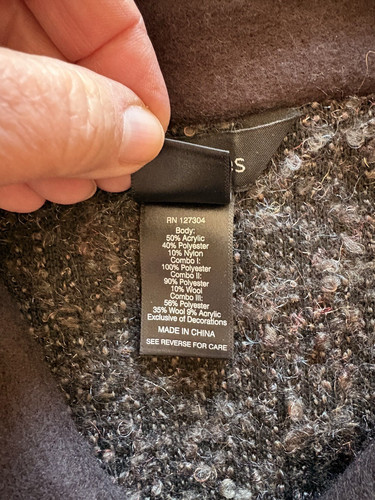 S
RN 127304
Body:
50% Acrylic
40% Polyester
10% Nylon
Combo I:
100% Polyester
Combo II:
90% Polyester
10% Wool
Combo III:
56% Polyester
35% Wool 9% Acrylic
Exclusive of Decorations
MADE IN CHINA
SEE REVERSE FOR CARE